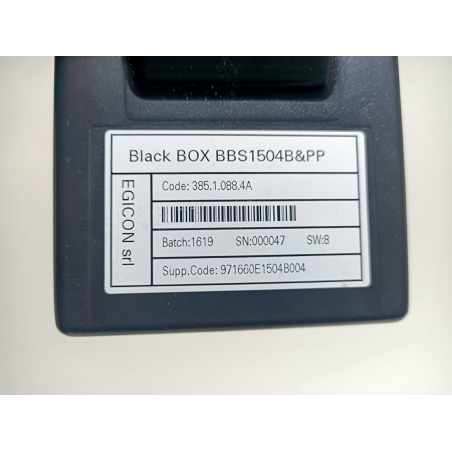 Black BOX BBS1504B&PP
EGICON srl
Code: 385.1.088.4A
Batch:1619 SN:000047 SW:8
Supp.Code: 971660E1504B004